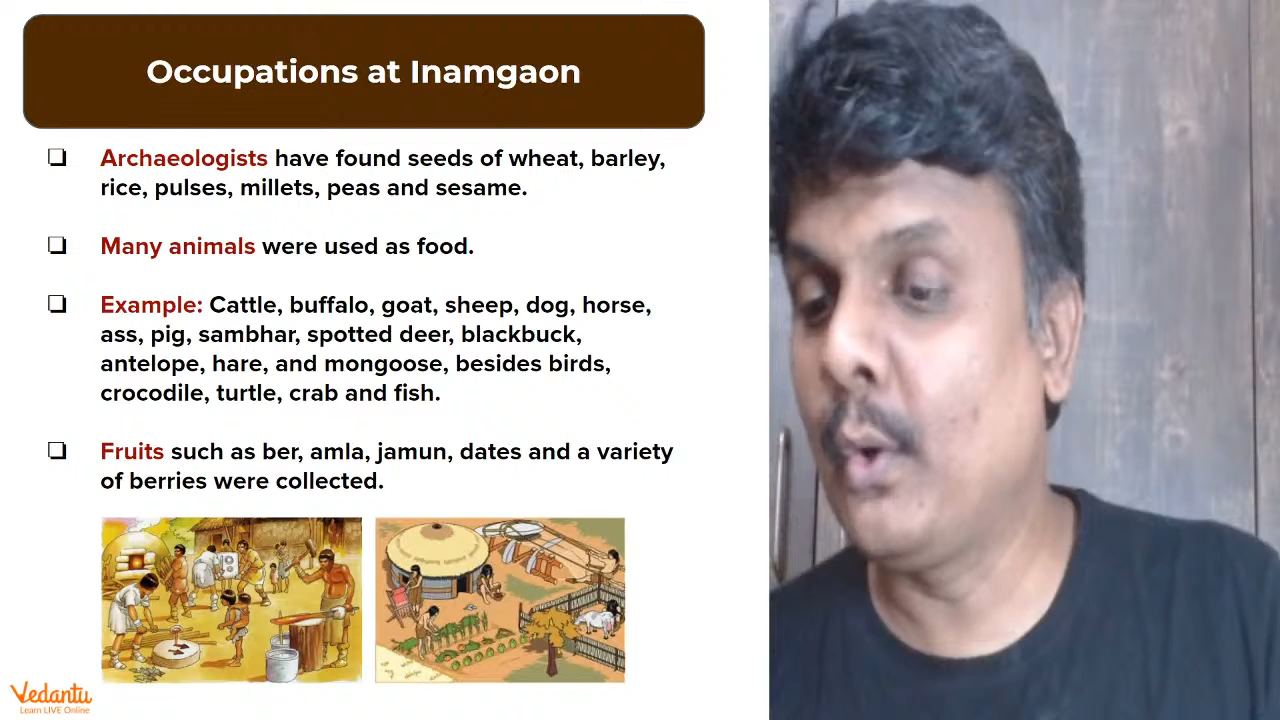 Occupations at Inamgaon
❏ Archaeologists have found seeds of wheat, barley,
rice, pulses, millets, peas and sesame.
❏ Many animals were used as food.
❏ Example: Cattle, buffalo, goat, sheep, dog, horse,
ass, pig, sambhar, spotted deer, blackbuck,
antelope, hare, and mongoose, besides birds,
crocodile, turtle, crab and fish.
❏ Fruits such as ber, amla, jamun, dates and a variety
of berries were collected.
Vedantu
Learn LIVE Online